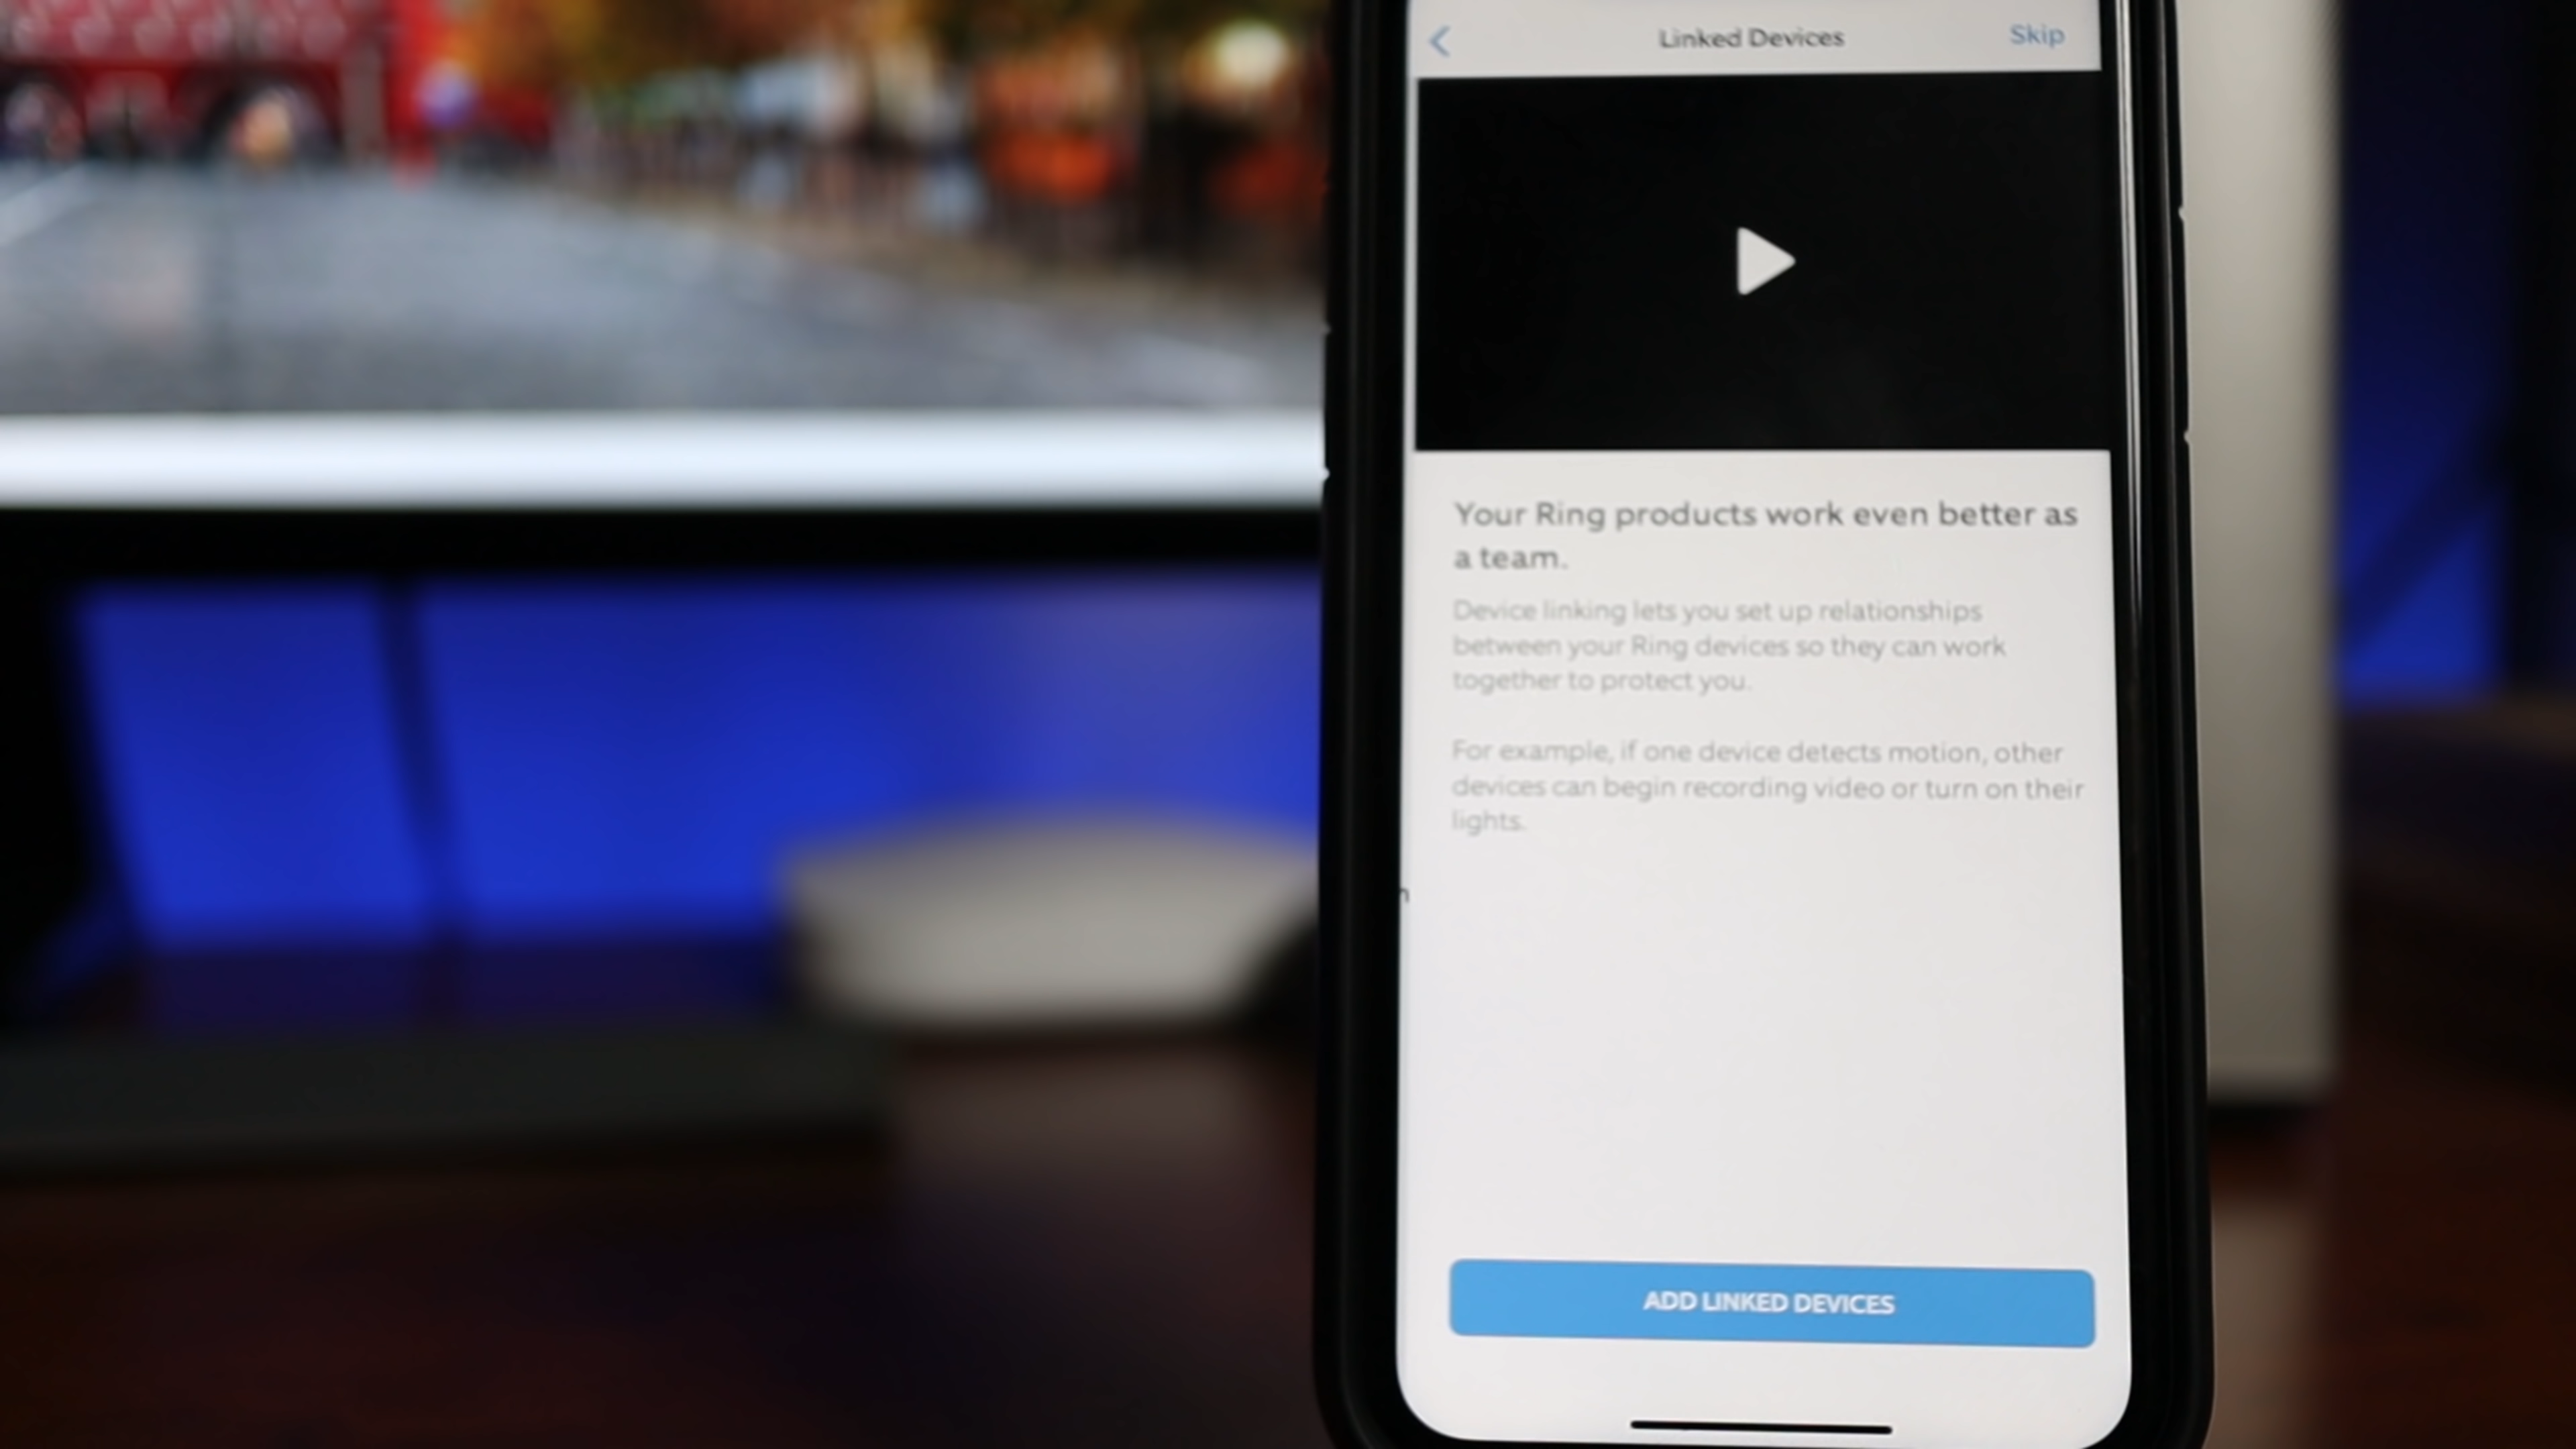 Linked Devices Skip
Your Ring products work even better as
a team.
Device linking lets you set up relationships
between your Ring devices so they can work
together to protect you.
For example, if one device detects motion, other
devices can begin recording video or turn on their
lights.
ADD LINKED DEVICES